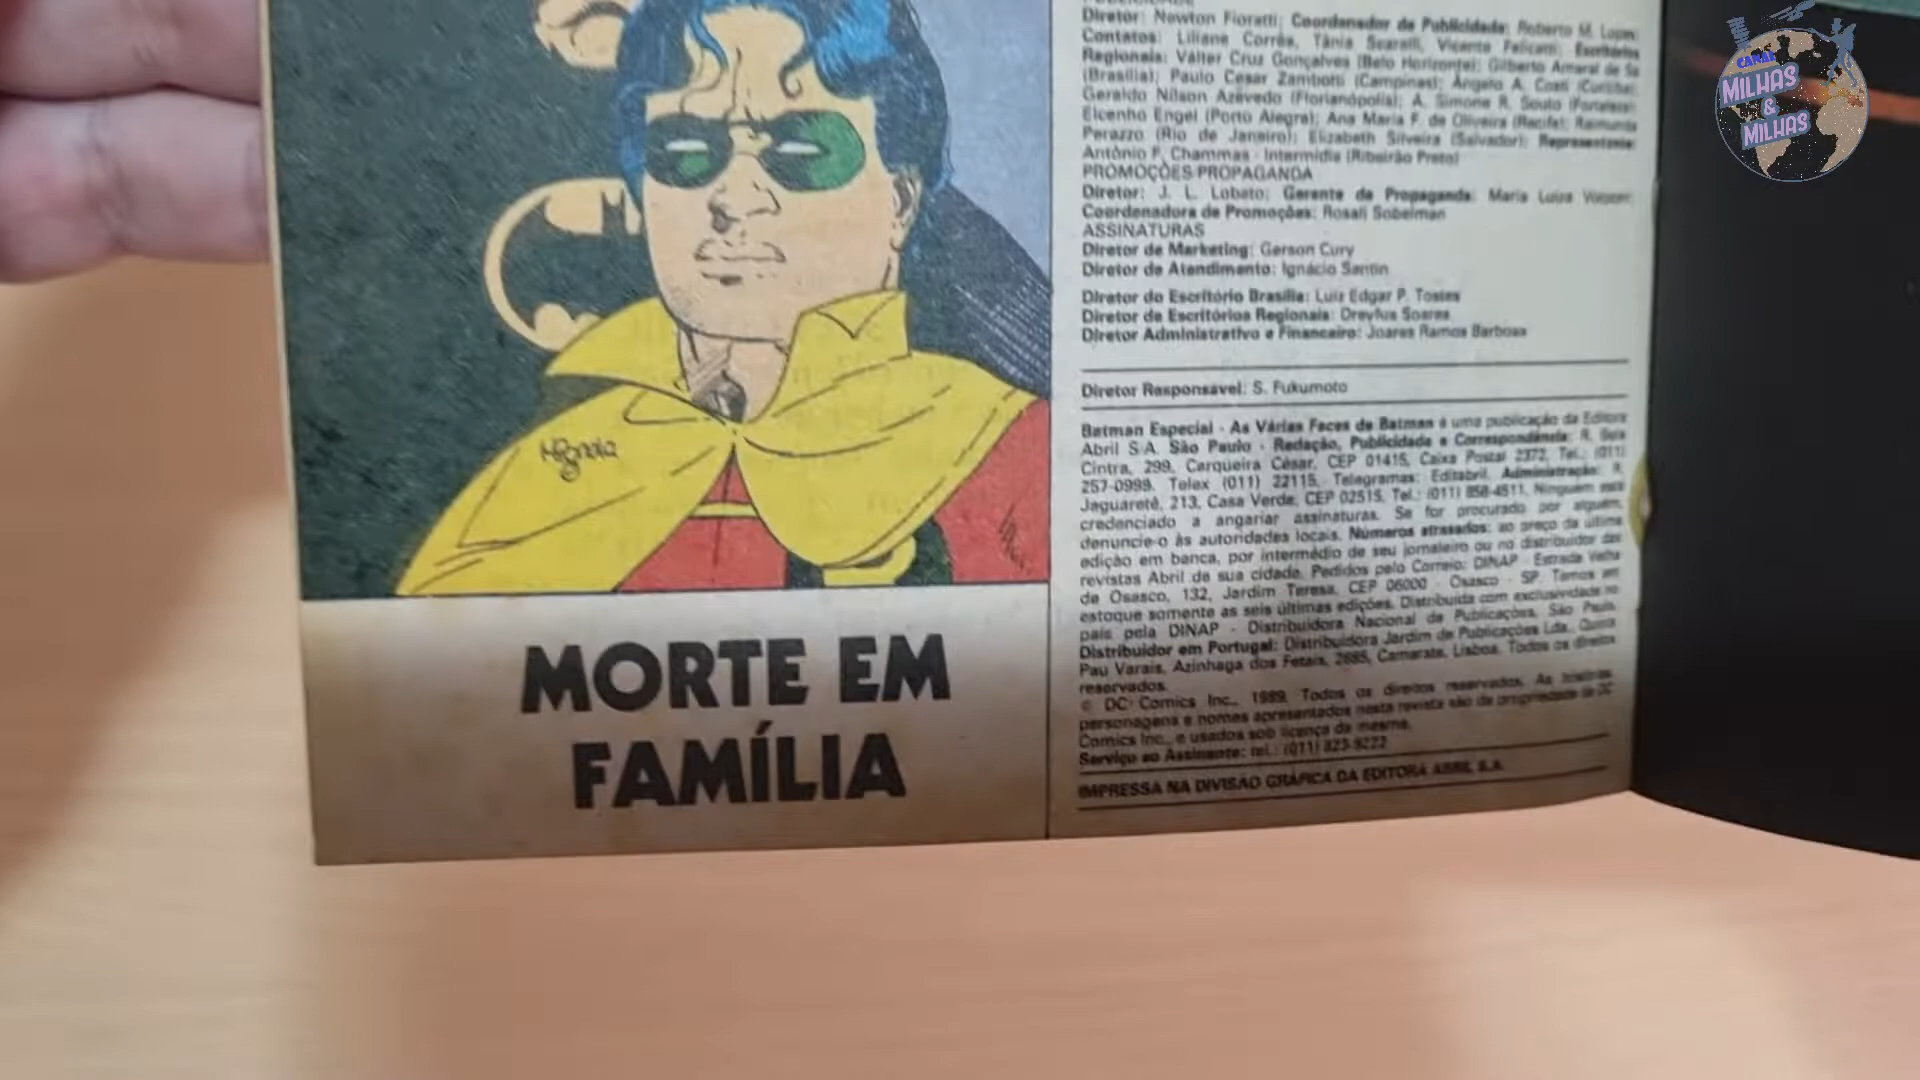 Mignola
MORTE EM
FAMÍLIA
Diretor: Newton Fioratti; Coordenador de Publicidade: Roberto M.
Contatos: Liliane Corrêa, Tânia Vicente
Regionais: Válter Cruz Gonçalves (Belo Horizonte); Gilberto Amaral de Sá
(Brasília); Paulo Cesar Zambotti (Campinas); Ângelo A. Costi (Curitiba)
Geraldo Nilson Azevedo (Florianópolis); A. Simone R. Souto (Fortaleza)
Elcenho Engel (Porto Alegre); Ana Maria F. de Oliveira (Recife); Raimundo
Perazzo (Rio de Janeiro); Elizabeth Silveira (Salvador); Representante:
Antônio F. Chammas - Intermídia (Ribeirão Preto)
PROMOÇÕES PROPAGANDA
Diretor: J. L. Lobato; Gerente de Propaganda: Maria Luiza
Coordenadora de Promoções: Rosali Sobelman
ASSINATURAS
Diretor de Marketing: Gerson Cury
Diretor de Atendimento: Ignácio Santin
Diretor do Escritório Brasília: Luiz Edgar P. Tostes
Diretor de Escritórios Regionais: Dreyfus Soares
Diretor Administrativo e Financeiro: Joares Ramos Barbosa
Diretor Responsável: S. Fukumoto
Batman Especial - As Várias Faces de Batman é uma publicação da Editora
Abril S.A. São Paulo - Redação, Publicidade e Correspondência: R.
Cintra, 299, Cerqueira César, CEP 01415, Caixa Postal 2372, Tel.: (011)
257-0999. Telex (011) 22115, Telegramas: Editabril. Administração: R.
Jaguaretê, 213, Casa Verde, CEP 02515, Tel.: (011) 858-4511. Ninguém está
credenciado a angariar assinaturas. Se for procurado por alguém,
denuncie-o às autoridades locais. Números atrasados: ao preço da última
edição em banca, por intermédio de seu jornaleiro ou no distribuidor das
revistas Abril de sua cidade. Pedidos pelo Correio: DINAP - Estrada Velha
de Osasco, 132, Jardim Teresa, CEP 06000 - Osasco - SP. Temos em
estoque somente as seis últimas edições. Distribuída com exclusividade no
país pela DINAP - Distribuidora Nacional de Publicações, São Paulo.
Distribuidor em Portugal: Distribuidora Jardim de Publicações Lda. Quinta
Pau Varais, Azinhaga dos Fetais, 2685, Camarate, Lisboa. Todos os direitos
reservados.
© DC Comics Inc., 1989. Todos os direitos reservados. As histórias,
personagens e nomes apresentados nesta revista são de propriedade da DC
Comics Inc., e usados sob licença da mesma.
Serviço ao Assinante: tel.: (011) 823-9222
IMPRESSA NA DIVISÃO GRÁFICA DA EDITORA ABRIL S.A.
CANAL
MILHAS
&
MILHAS